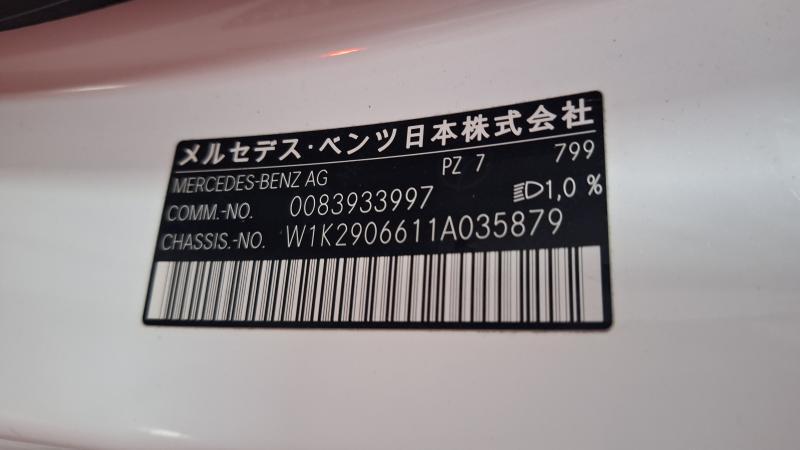 メルセデス・ベンツ日本株式会社
MERCEDES-BENZ AG PZ 7 799
COMM.-NO. 0083933997 1,0 %
CHASSIS.-NO. W1K2906611A035879